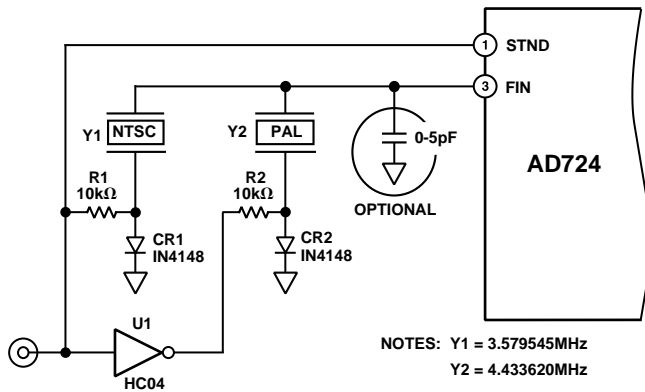 1 STND
3 FIN
Y1 NTSC
Y2 PAL
0-5pF
AD724
R1
10kΩ
R2
10kΩ
OPTIONAL
CR1
IN4148
CR2
IN4148
U1
HC04
NOTES: Y1 = 3.579545MHz
Y2 = 4.433620MHz